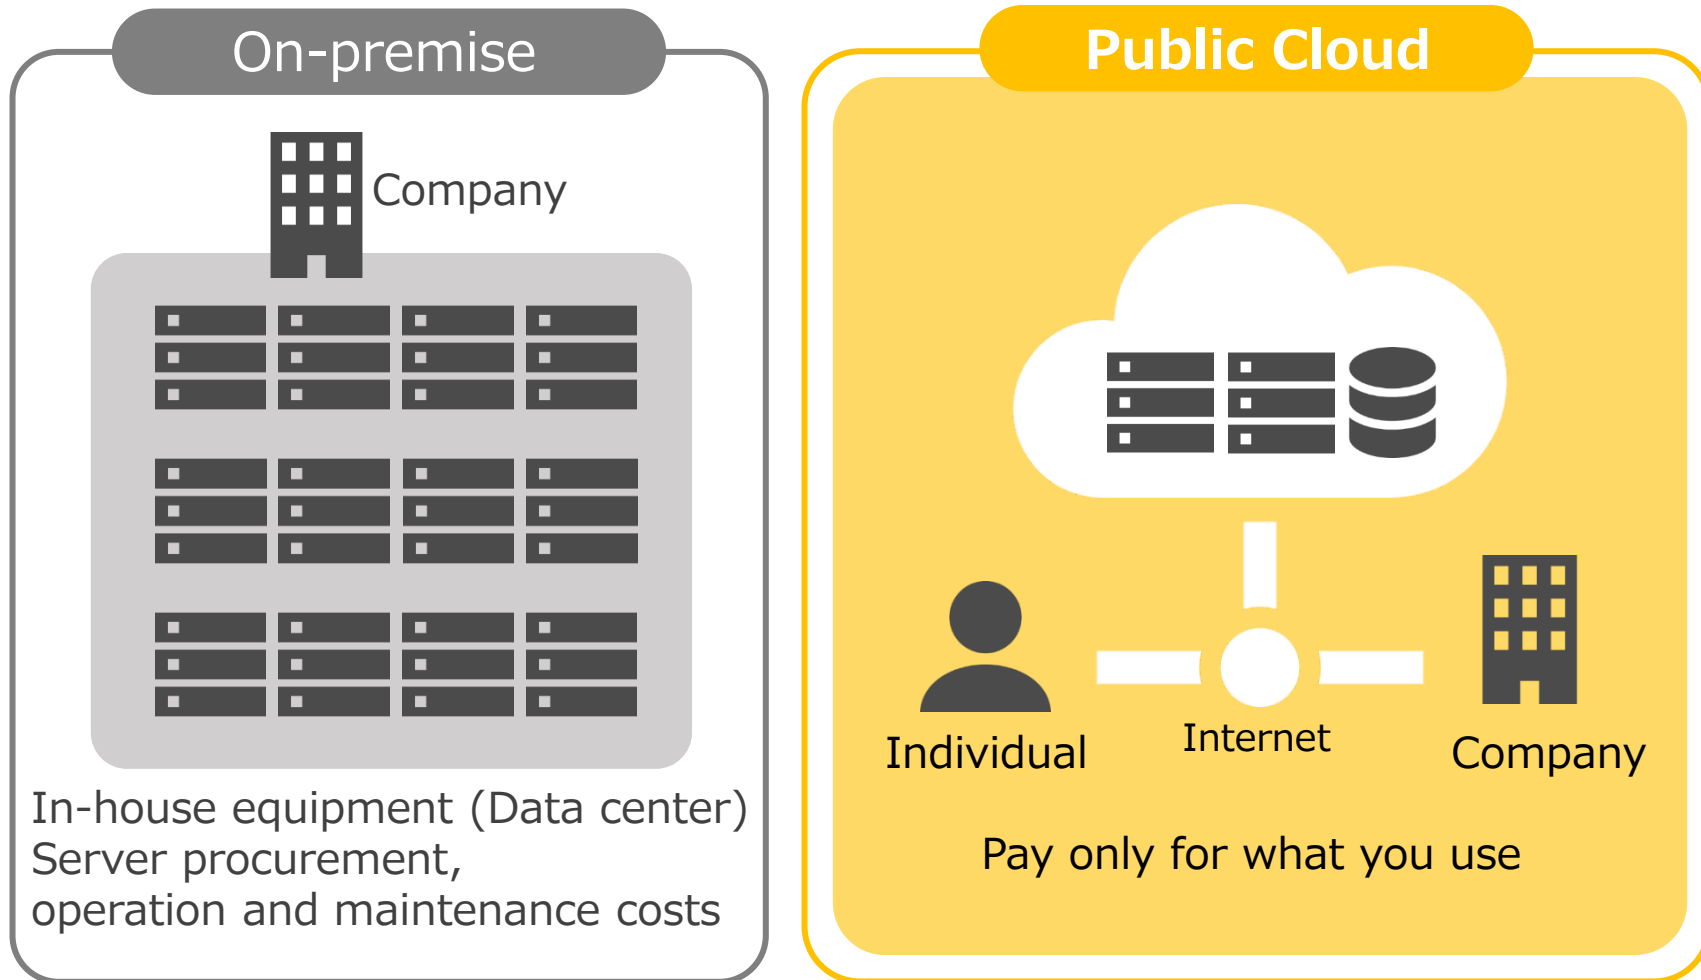 On-premise
Company
In-house equipment (Data center)
Server procurement,
operation and maintenance costs
Public Cloud
Individual
Internet
Company
Pay only for what you use